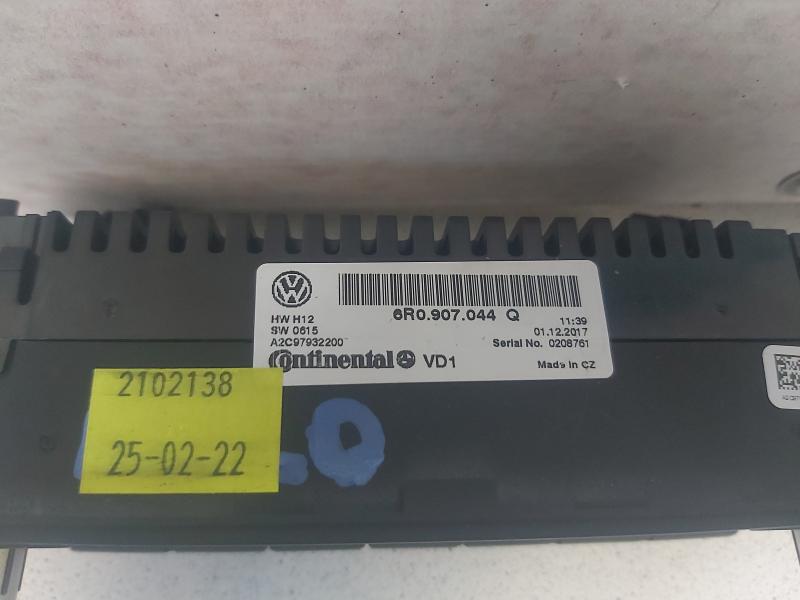 6R0.907.044 Q
HW H12
SW 0615
A2C97932200
11:39
01.12.2017
Serial No. 0208761
Continental VD1
Made in CZ
2102138
25-02-22